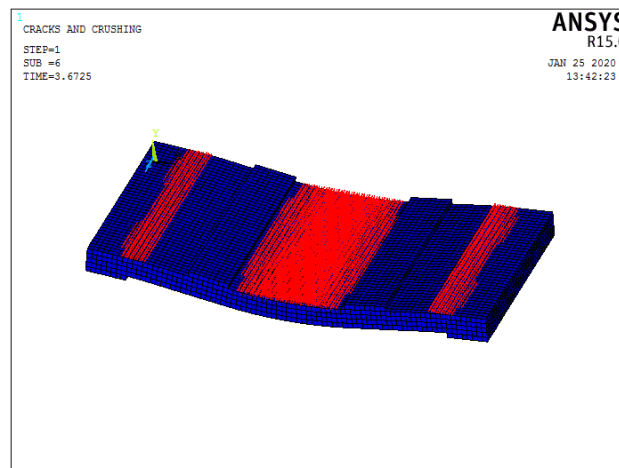 1
CRACKS AND CRUSHING
STEP=1
SUB =6
TIME=3.6725
ANSYS
R15.0
JAN 25 2020
13:42:23
Y